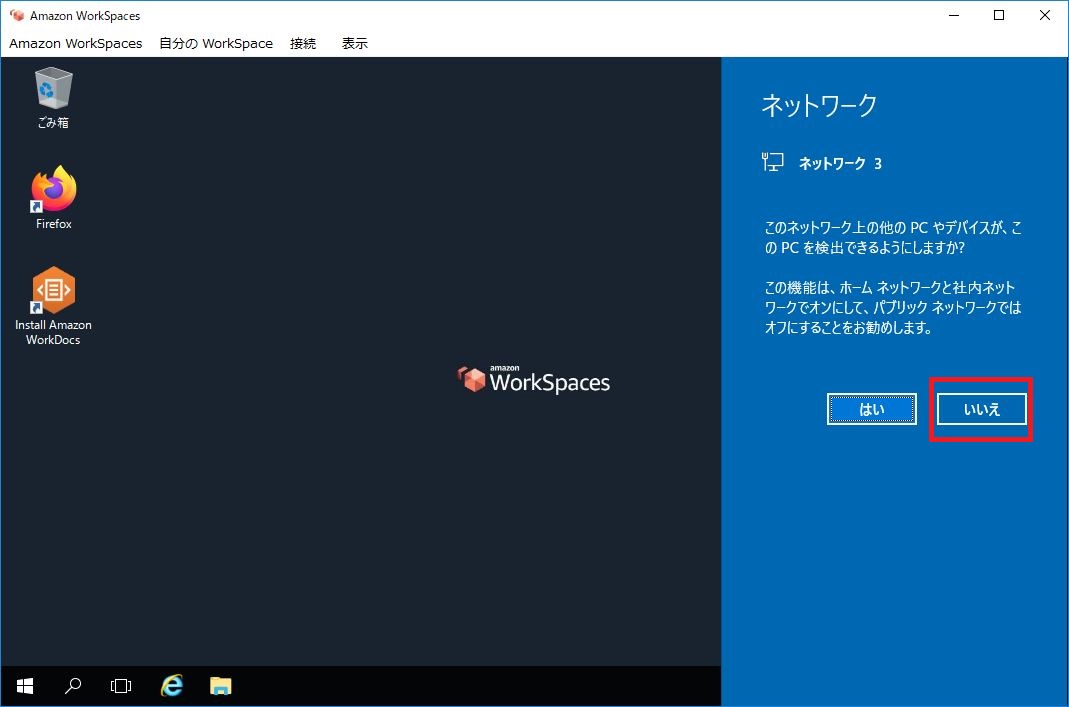 Amazon WorkSpaces
Amazon WorkSpaces 自分の WorkSpace 接続 表示
ごみ箱
Firefox
Install Amazon
WorkDocs
amazon
WorkSpaces
ネットワーク
ネットワーク 3
このネットワーク上の他の PC やデバイスが、こ
の PC を検出できるようにしますか?
この機能は、ホーム ネットワークと社内ネット
ワークでオンにして、パブリック ネットワークでは
オフにすることをお勧めします。
はい
いいえ